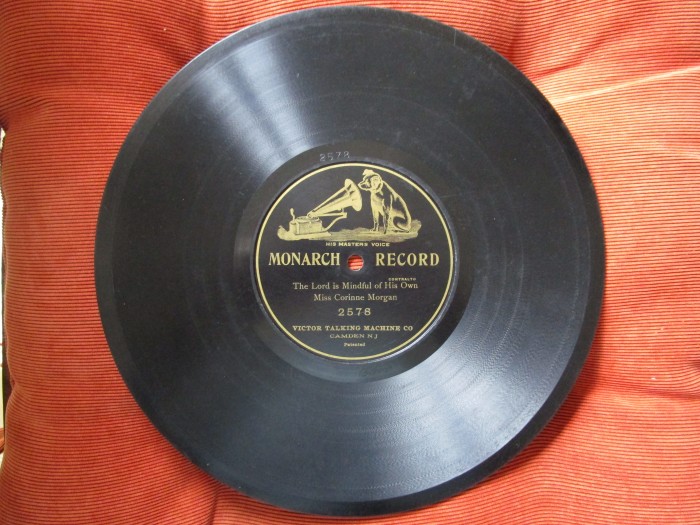 2578
HIS MASTERS VOICE
MONARCH RECORD
CONTRALTO
The Lord is Mindful of His Own
Miss Corinne Morgan
2578
VICTOR TALKING MACHINE CO
CAMDEN N J
Patented